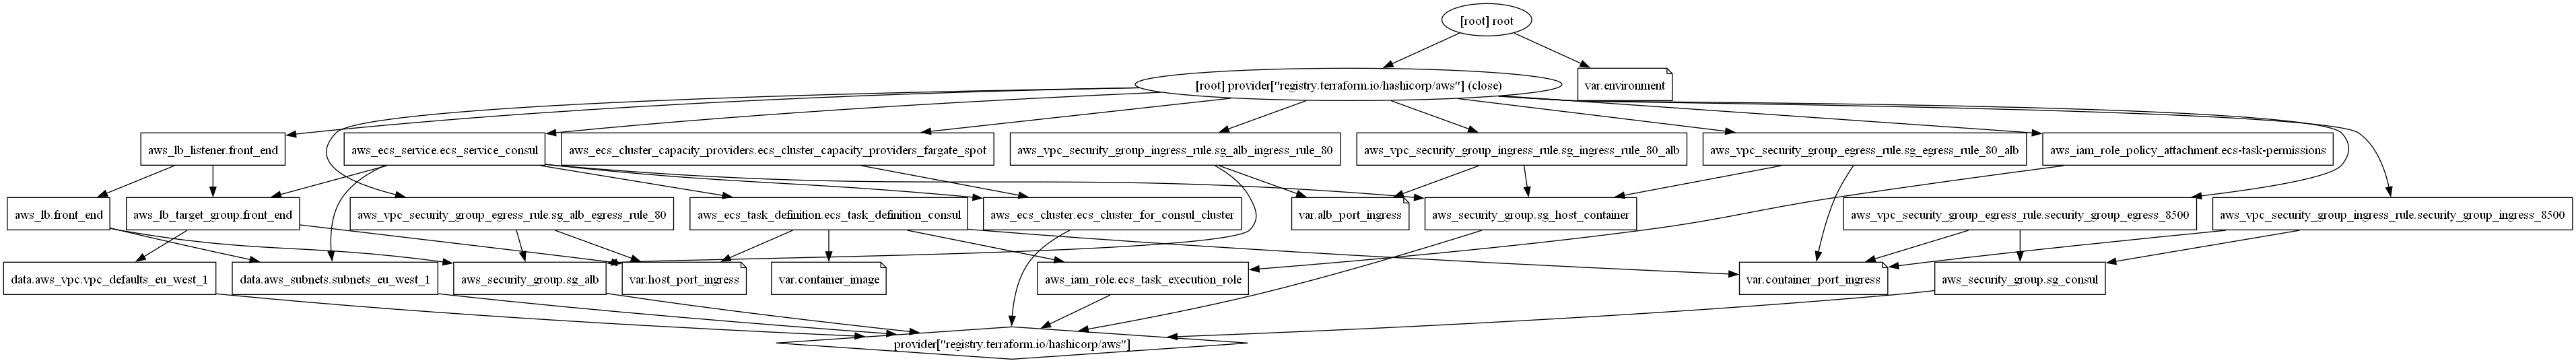 [root] root
[root] provider["registry.terraform.io/hashicorp/aws"] (close)
var.environment
aws_lb_listener.front_end
aws_ecs_service.ecs_service_consul
aws_ecs_cluster_capacity_providers.ecs_cluster_capacity_providers_fargate_spot
aws_vpc_security_group_ingress_rule.sg_alb_ingress_rule_80
aws_vpc_security_group_ingress_rule.sg_ingress_rule_80_alb
aws_vpc_security_group_egress_rule.sg_egress_rule_80_alb
aws_iam_role_policy_attachment.ecs-task-permissions
aws_lb.front_end
aws_lb_target_group.front_end
aws_vpc_security_group_egress_rule.sg_alb_egress_rule_80
aws_ecs_task_definition.ecs_task_definition_consul
aws_ecs_cluster.ecs_cluster_for_consul_cluster
var.alb_port_ingress
aws_security_group.sg_host_container
aws_vpc_security_group_egress_rule.security_group_egress_8500
aws_vpc_security_group_ingress_rule.security_group_ingress_8500
data.aws_vpc.vpc_defaults_eu_west_1
data.aws_subnets.subnets_eu_west_1
aws_security_group.sg_alb
var.host_port_ingress
var.container_image
aws_iam_role.ecs_task_execution_role
var.container_port_ingress
aws_security_group.sg_consul
provider["registry.terraform.io/hashicorp/aws"]